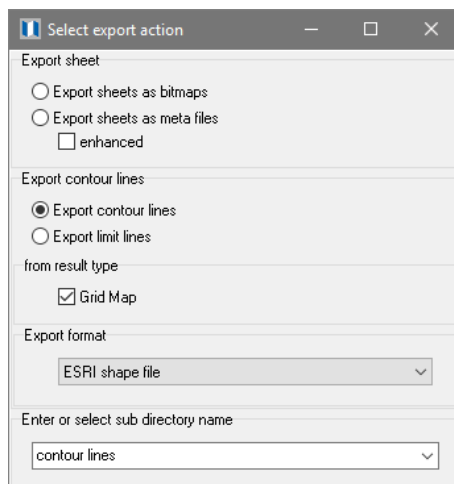 Select export action
Export sheet
Export sheets as bitmaps
Export sheets as meta files
enhanced
Export contour lines
Export contour lines
Export limit lines
from result type
Grid Map
Export format
ESRI shape file
Enter or select sub directory name
contour lines